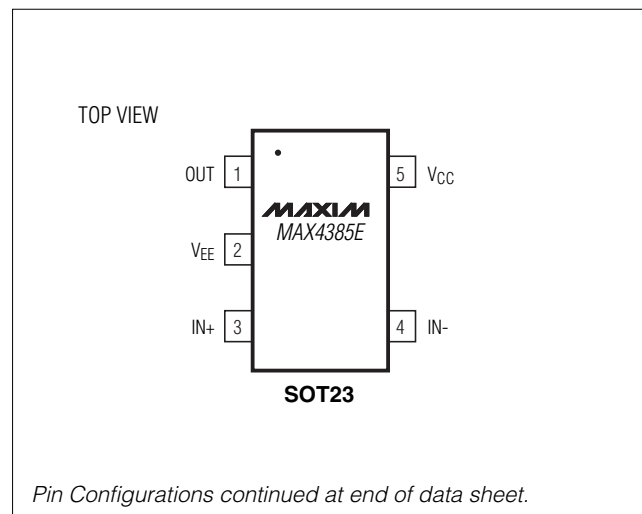 TOP VIEW
OUT 1 5 VCC
MAXIM
MAX4385E
VEE 2
IN+ 3 4 IN-
SOT23
Pin Configurations continued at end of data sheet.